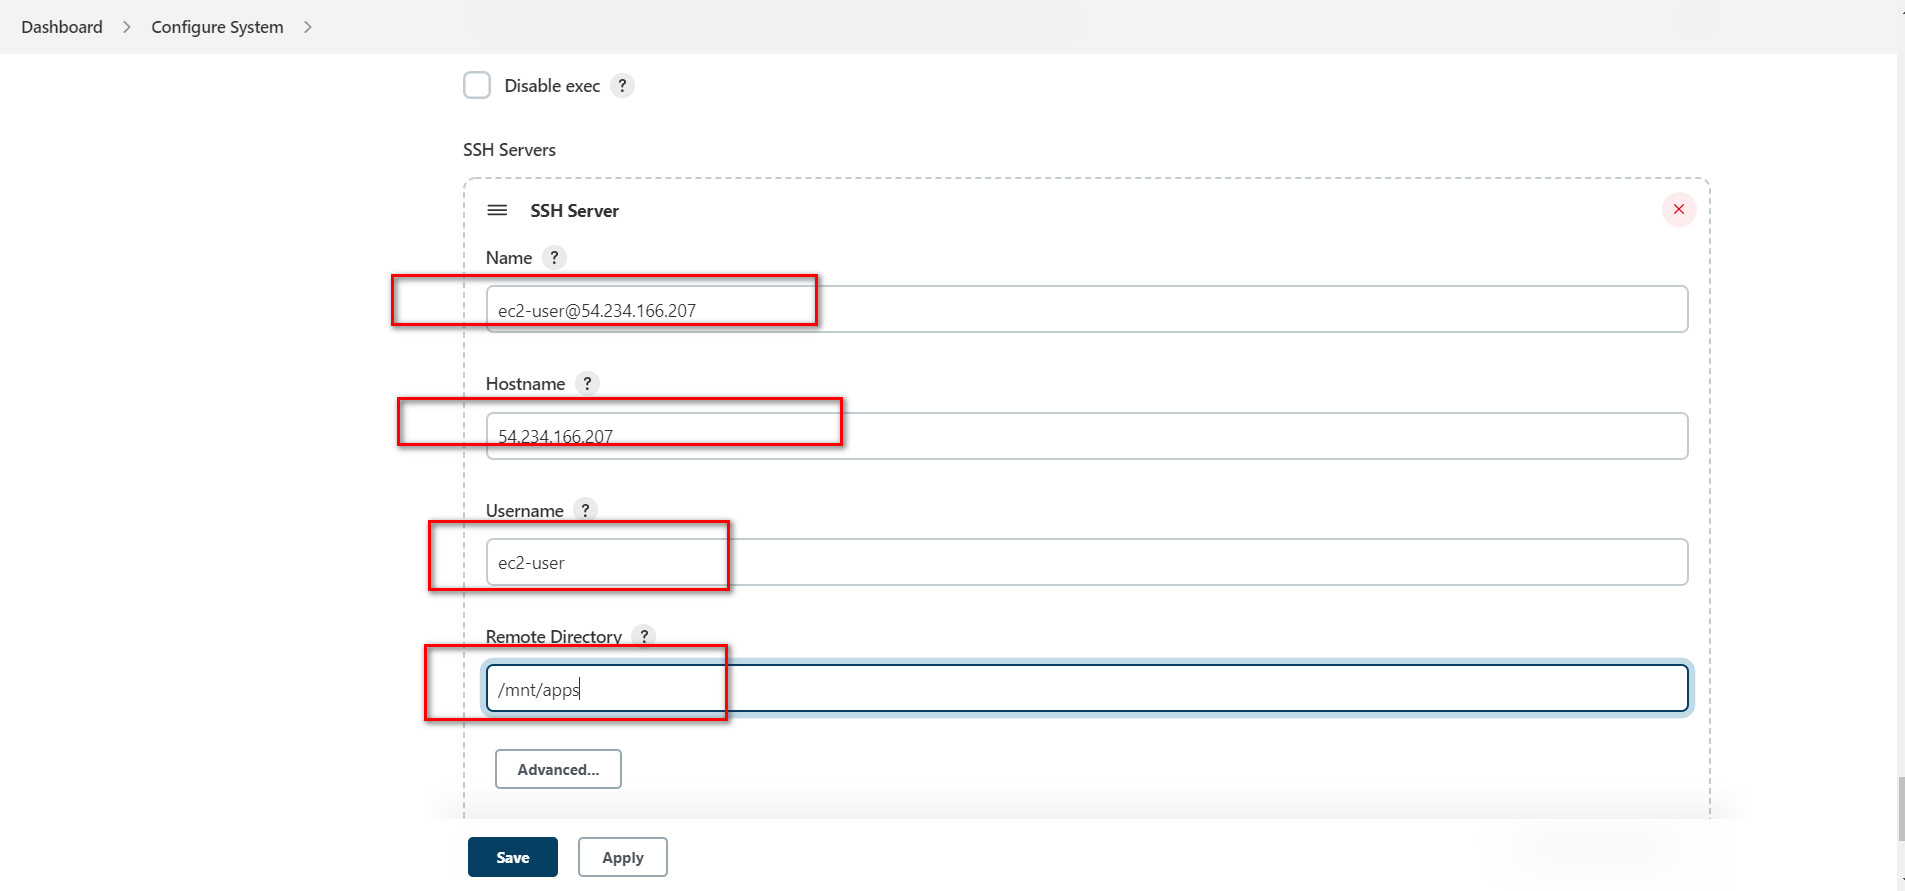 Dashboard > Configure System >
Disable exec ?
SSH Servers
SSH Server
Name ?
ec2-user@54.234.166.207
Hostname ?
54.234.166.207
Username ?
ec2-user
Remote Directory ?
/mnt/apps
Advanced...
Save Apply